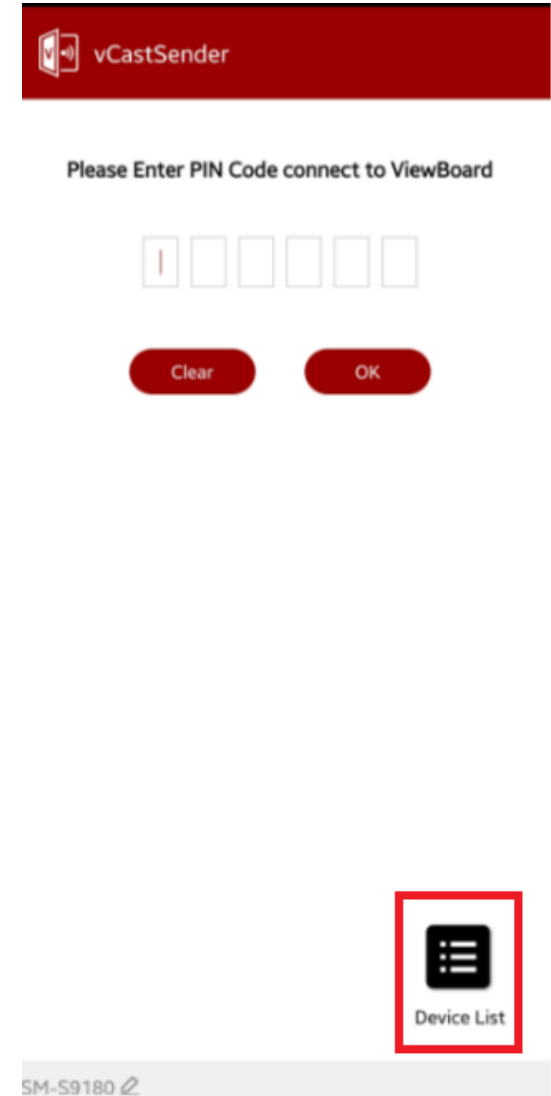 vCastSender
Please Enter PIN Code connect to ViewBoard
Clear OK
Device List
SM-S9180